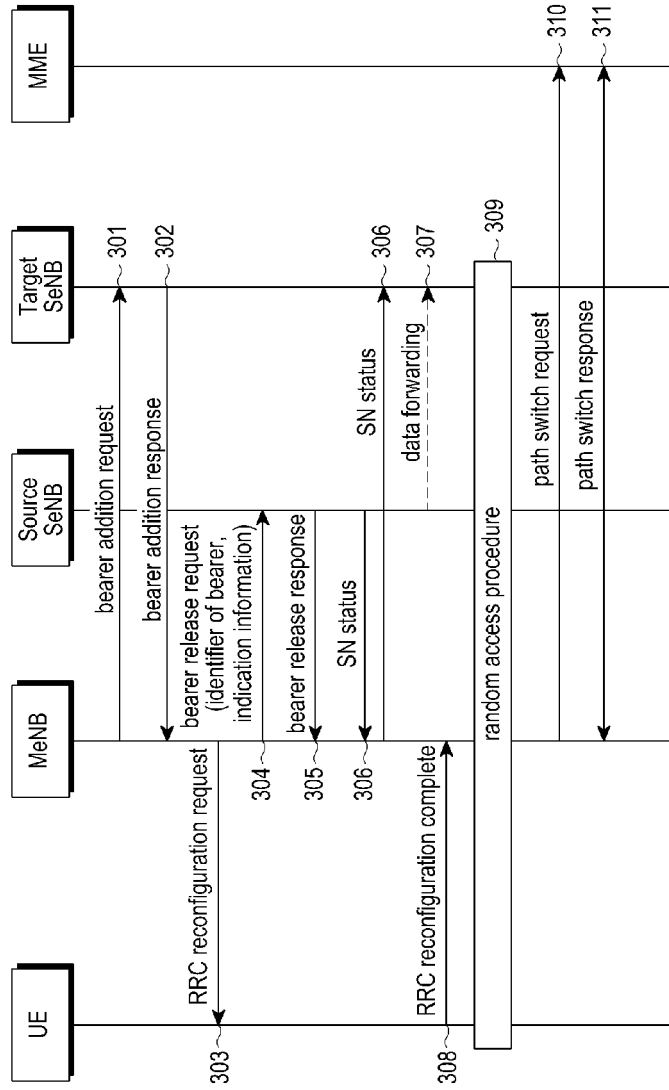 UE
MeNB
Source
SeNB
Target
SeNB
MME
bearer addition request
301
bearer addition response
302
RRC reconfiguration request
303
bearer release request
(identifier of bearer,
indication information)
304
bearer release response
305
SN status
306
SN status
306
data forwarding
307
RRC reconfiguration complete
308
random access procedure
309
path switch request
310
path switch response
311